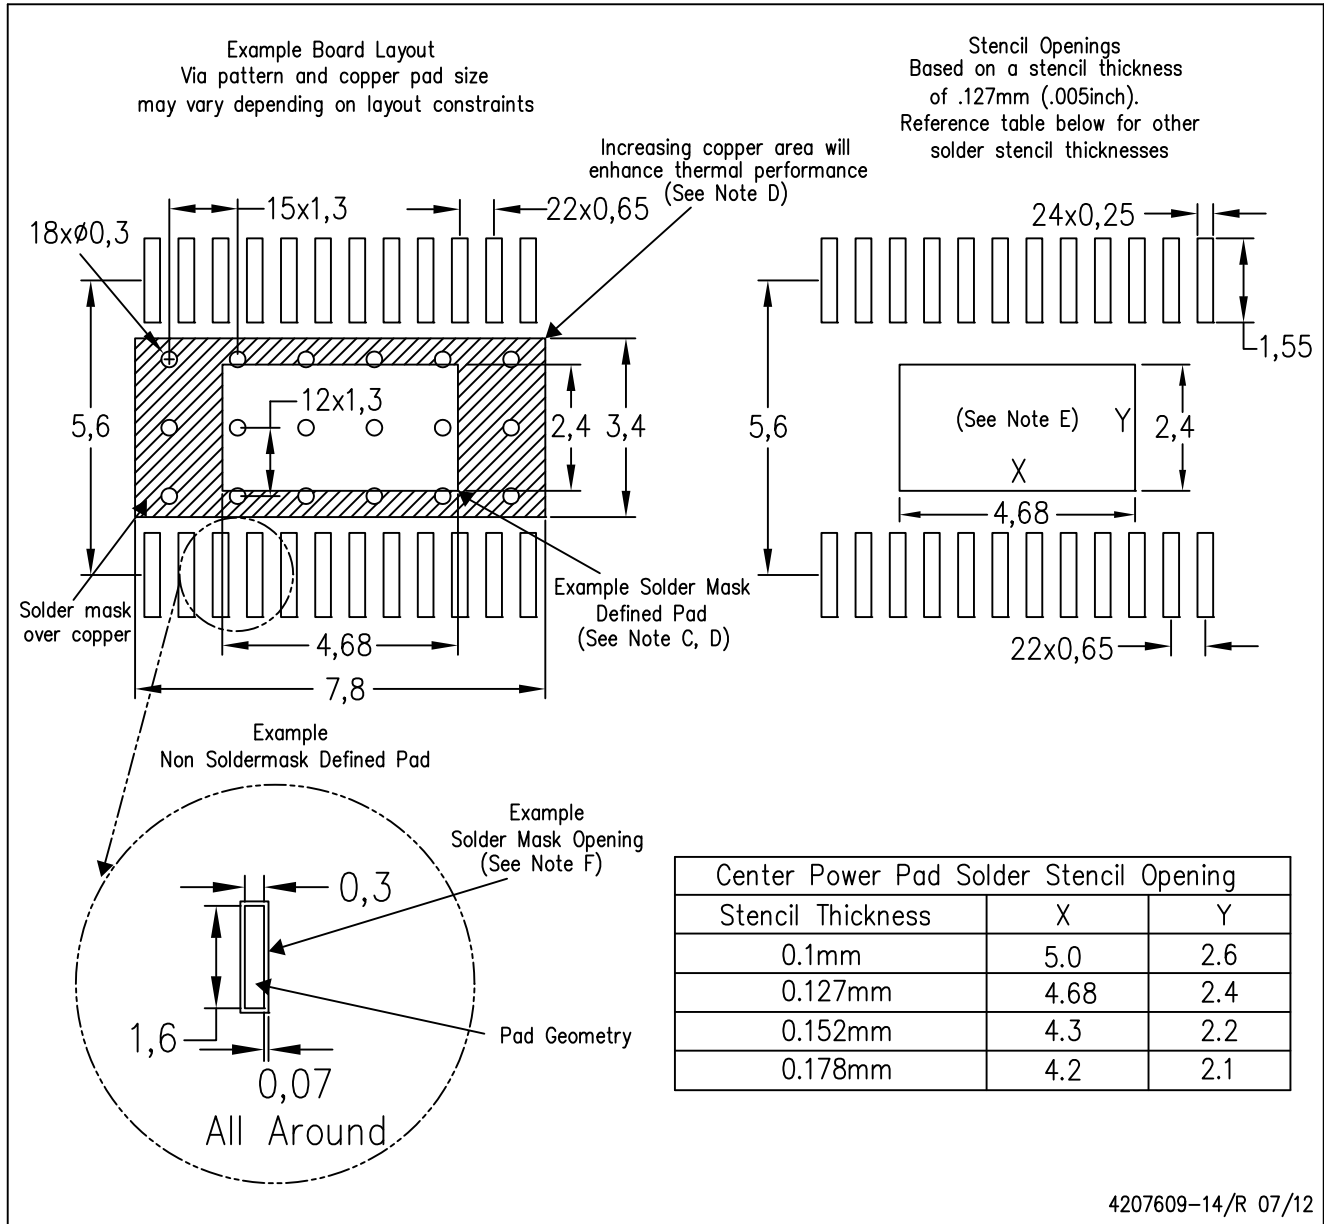 Example Board Layout
Via pattern and copper pad size
may vary depending on layout constraints
Stencil Openings
Based on a stencil thickness
of .127mm (.005inch).
Reference table below for other
solder stencil thicknesses
Increasing copper area will
enhance thermal performance
(See Note D)
15x1,3
22x0,65
18xø0,3
24x0,25
1,55
5,6
12x1,3
2,4
3,4
5,6
(See Note E)
Y
X
2,4
4,68
Solder mask
over copper
Example Solder Mask
Defined Pad
(See Note C, D)
4,68
7,8
22x0,65
Example
Non Soldermask Defined Pad
Example
Solder Mask Opening
(See Note F)
0,3
1,6
Pad Geometry
0,07
All Around
Center Power Pad Solder Stencil Opening
Stencil Thickness X Y
0.1mm 5.0 2.6
0.127mm 4.68 2.4
0.152mm 4.3 2.2
0.178mm 4.2 2.1
4207609-14/R 07/12